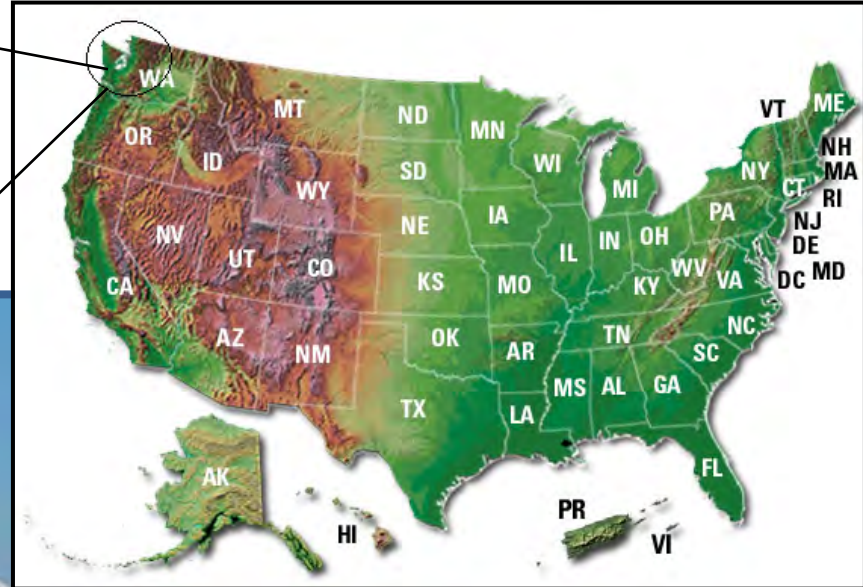 WA
MT
ND
MN
VT
ME
OR
ID
SD
WI
MI
NY
NH
MA
CT
RI
WY
IA
PA
NJ
NE
NV
UT
CO
IL
IN
OH
DE
WV
VA
DC
MD
CA
KS
MO
KY
AZ
NM
OK
AR
TN
NC
SC
TX
MS
AL
GA
LA
FL
AK
HI
PR
VI